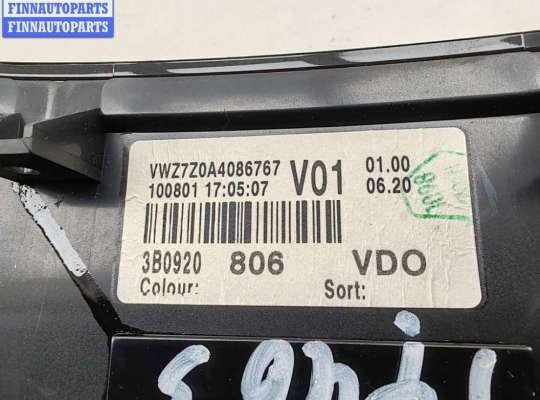 FINNAUTOPARTS
FINNAUTOPARTS
VWZ7Z0A4086767 V01 01.00
100801 17:05:07 06.20
3B0920 806 VDO
Colour: Sort: